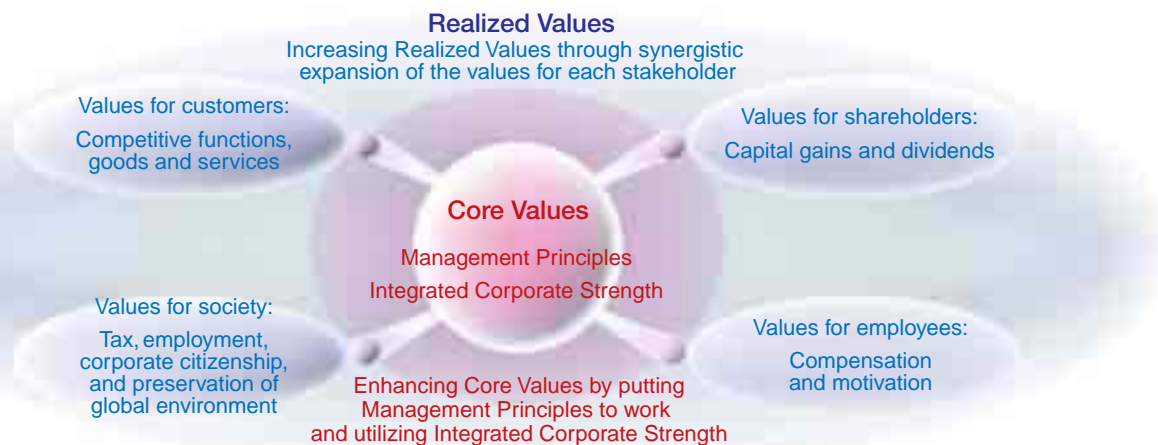 Realized Values
Increasing Realized Values through synergistic
expansion of the values for each stakeholder
Values for customers:
Competitive functions,
goods and services
Values for shareholders:
Capital gains and dividends
Core Values
Management Principles
Integrated Corporate Strength
Values for society:
Tax, employment,
corporate citizenship,
and preservation of
global environment
Values for employees:
Compensation
and motivation
Enhancing Core Values by putting
Management Principles to work
and utilizing Integrated Corporate Strength